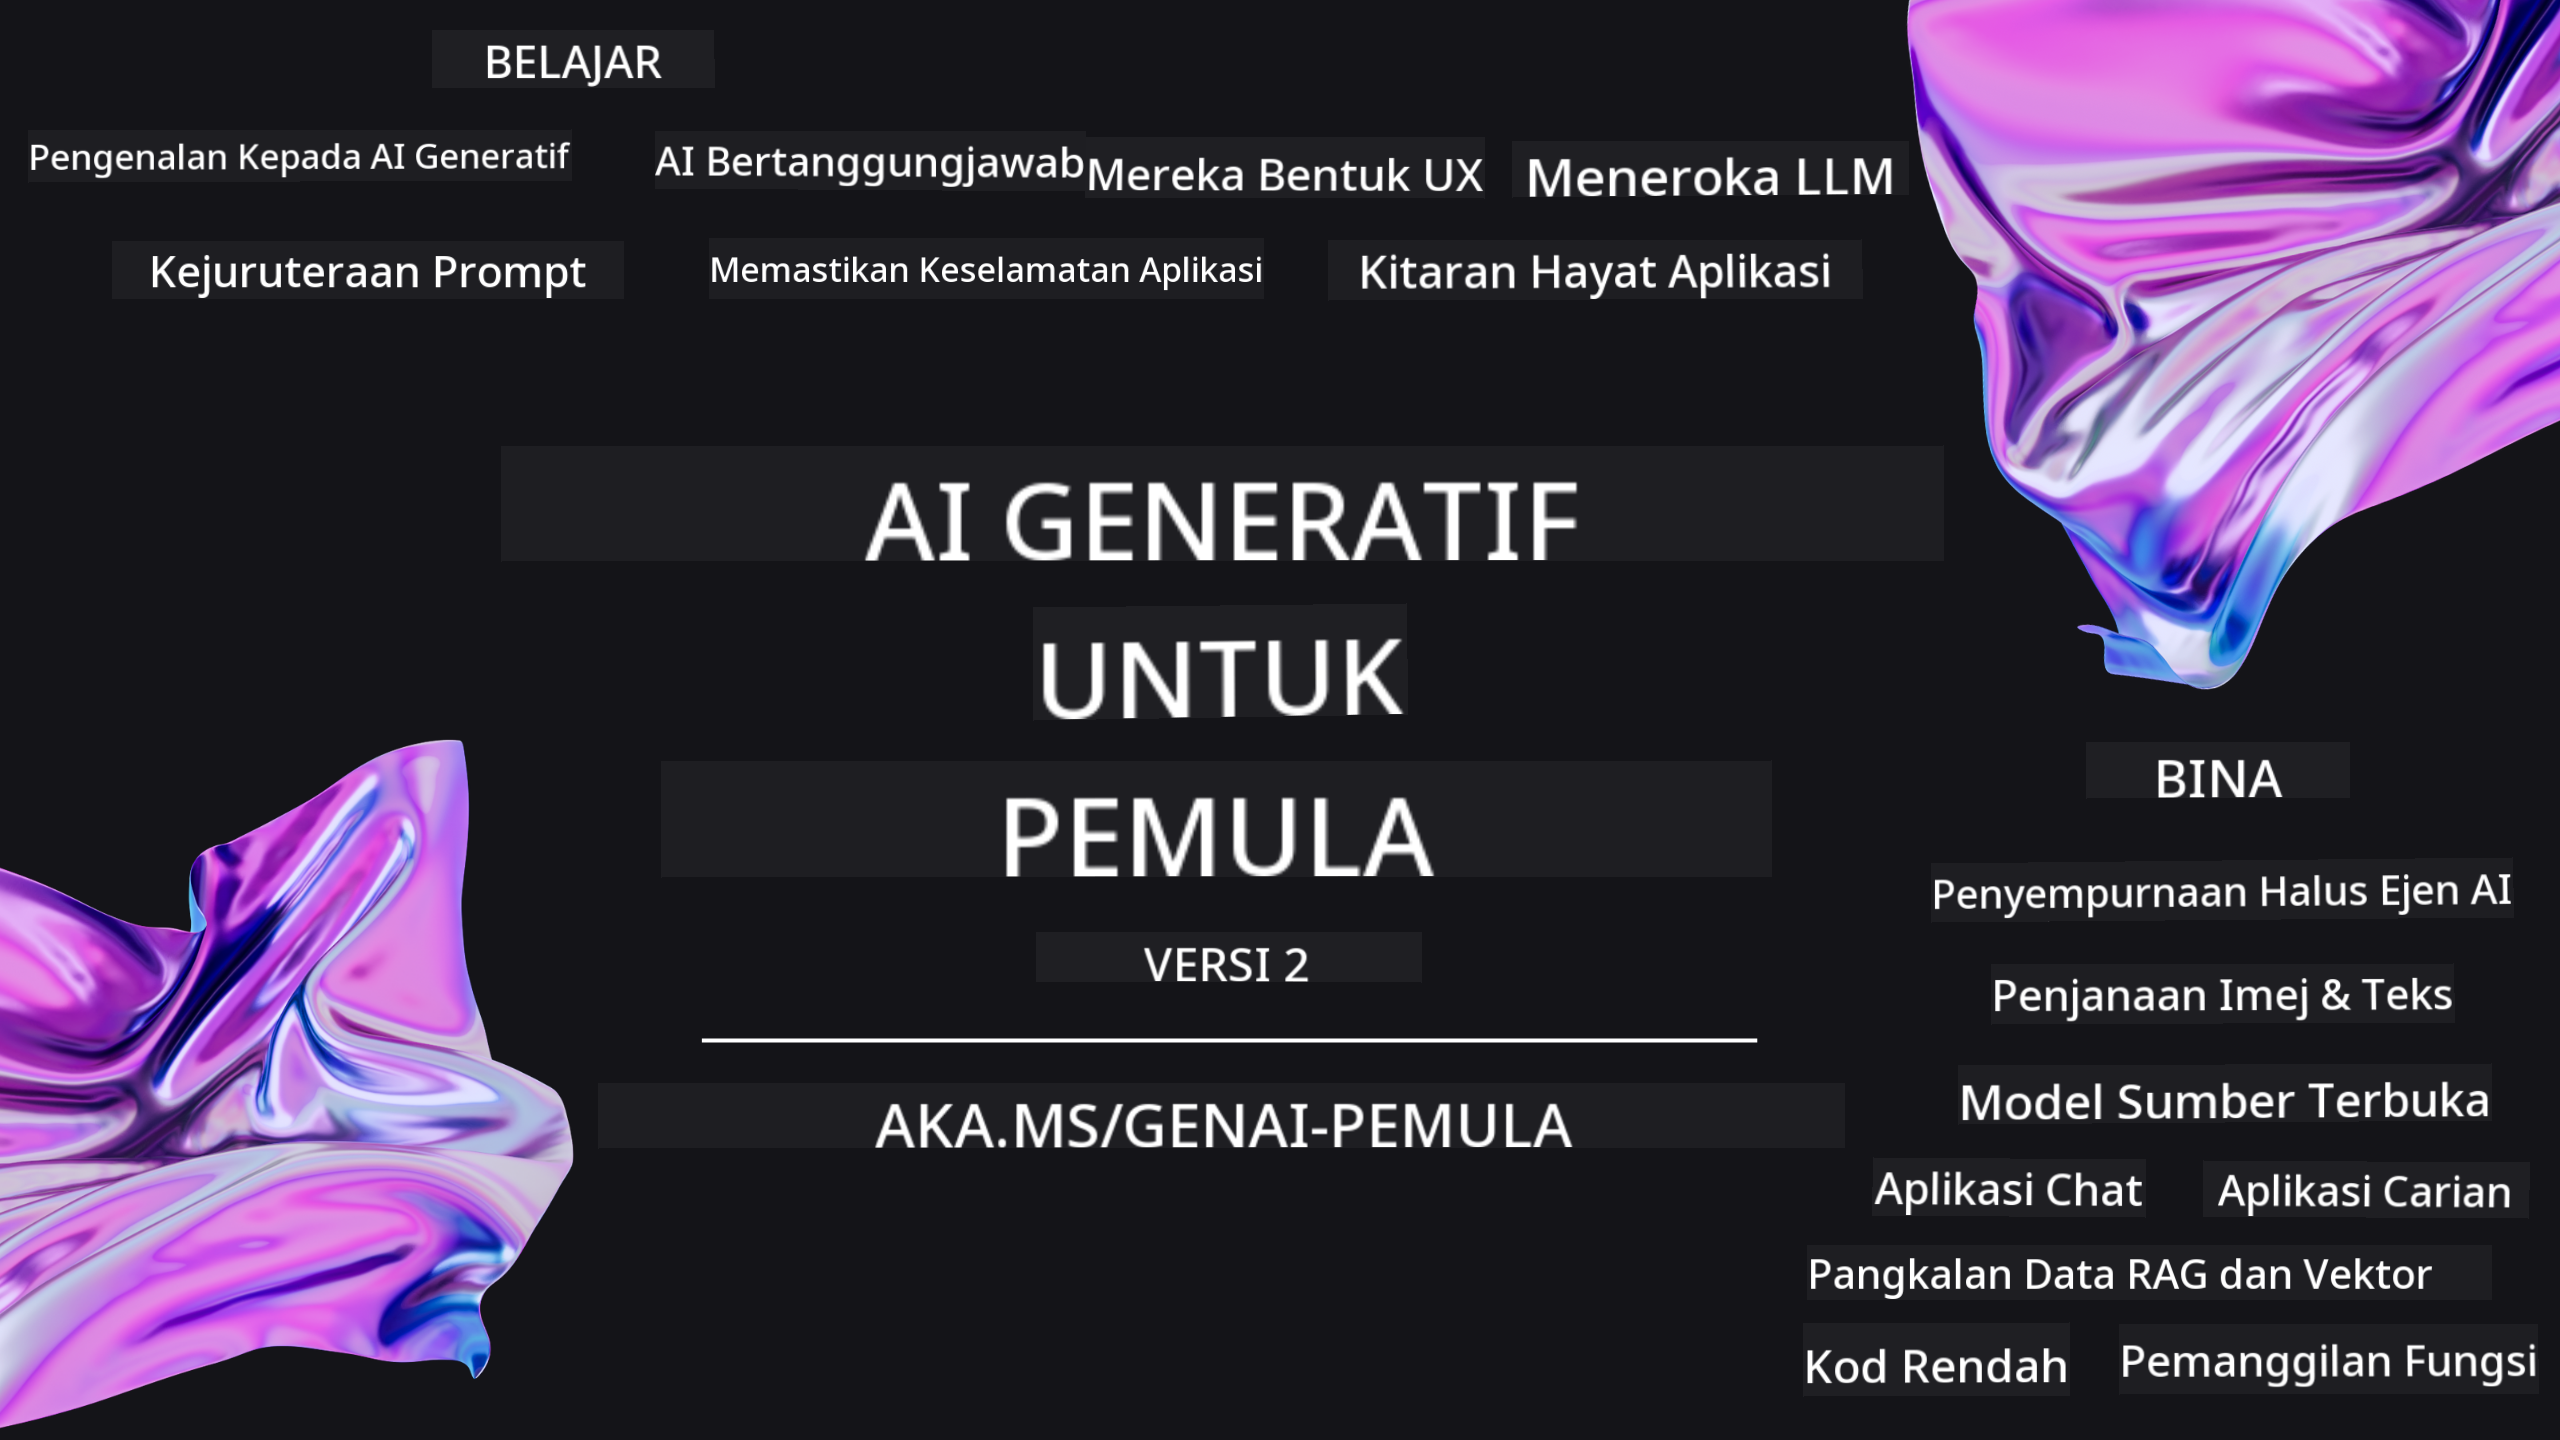 BELAJAR
Pengenalan Kepada AI Generatif
AI Bertanggungjawab
Mereka Bentuk UX
Meneroka LLM
Kejuruteraan Prompt
Memastikan Keselamatan Aplikasi
Kitaran Hayat Aplikasi
AI GENERATIF
UNTUK
PEMULA
VERSI 2
AKA.MS/GENAI-PEMULA
BINA
Penyempurnaan Halus Ejen AI
Penjanaan Imej & Teks
Model Sumber Terbuka
Aplikasi Chat
Aplikasi Carian
Pangkalan Data RAG dan Vektor
Kod Rendah
Pemanggilan Fungsi